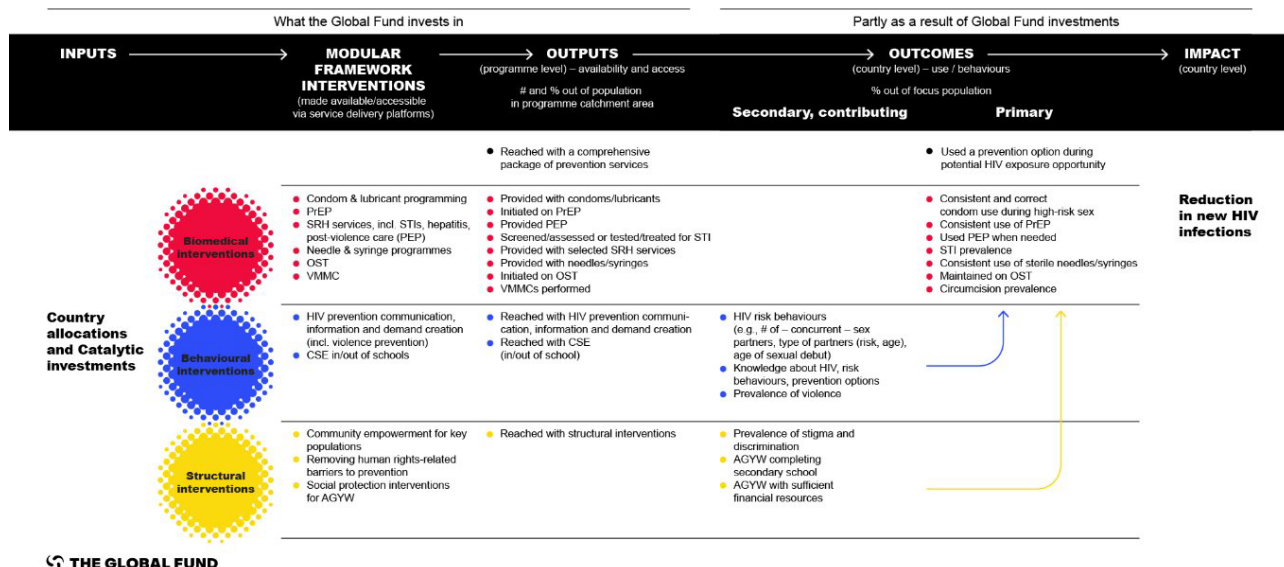 What the Global Fund invests in
Partly as a result of Global Fund investments
INPUTS
MODULAR
FRAMEWORK
INTERVENTIONS
(made available/accessible
via service delivery platforms)
OUTPUTS
(programme level) – availability and access
# and % out of population
in programme catchment area
OUTCOMES
(country level) – use / behaviours
% out of focus population
Secondary, contributing
Primary
IMPACT
(country level)
Country
allocations
and Catalytic
investments
• Reached with a comprehensive
package of prevention services
• Used a prevention option during
potential HIV exposure opportunity
Biomedical
interventions
• Condom & lubricant programming
• PrEP
• SRH services, incl. STIs, hepatitis,
post-violence care (PEP)
• Needle & syringe programmes
• OST
• VMMC
• Provided with condoms/lubricants
• Initiated on PrEP
• Provided PEP
• Screened/assessed or tested/treated for STI
• Provided with selected SRH services
• Provided with needles/syringes
• Initiated on OST
• VMMCs performed
• Consistent and correct
condom use during high-risk sex
• Consistent use of PrEP
• Used PEP when needed
• STI prevalence
• Consistent use of sterile needles/syringes
• Maintained on OST
• Circumcision prevalence
Reduction
in new HIV
infections
Behavioural
interventions
• HIV prevention communication,
information and demand creation
(incl. violence prevention)
• CSE in/out of schools
• Reached with HIV prevention communi-
cation, information and demand creation
• Reached with CSE
(in/out of school)
• HIV risk behaviours
(e.g., # of – concurrent – sex
partners, type of partners (risk, age),
age of sexual debut)
• Knowledge about HIV, risk
behaviours, prevention options
• Prevalence of violence
Structural
interventions
• Community empowerment for key
populations
• Removing human rights-related
barriers to prevention
• Social protection interventions
for AGYW
• Reached with structural interventions
• Prevalence of stigma and
discrimination
• AGYW completing
secondary school
• AGYW with sufficient
financial resources
THE GLOBAL FUND